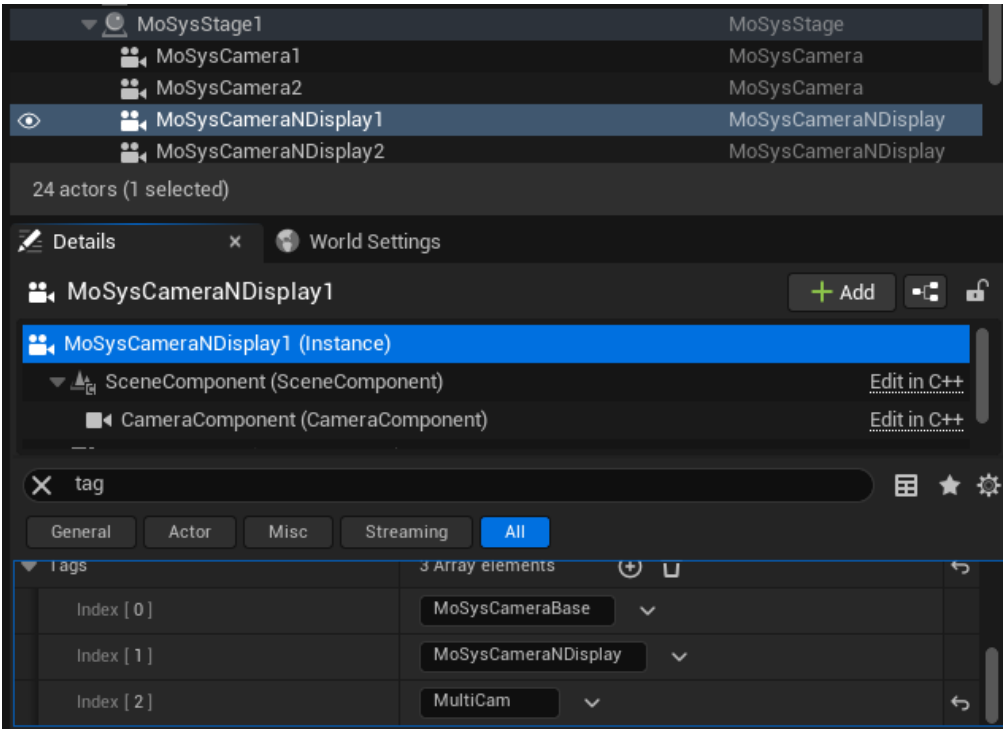 MoSysStage1 MoSysStage
MoSysCamera1 MoSysCamera
MoSysCamera2 MoSysCamera
MoSysCameraNDisplay1 MoSysCameraNDisplay
MoSysCameraNDisplay2 MoSysCameraNDisplay
24 actors (1 selected)
Details × World Settings
MoSysCameraNDisplay1 + Add
MoSysCameraNDisplay1 (Instance)
SceneComponent (SceneComponent) Edit in C++
CameraComponent (CameraComponent) Edit in C++
tag
General Actor Misc Streaming All
Tags 3 Array elements
Index [ 0 ] MoSysCameraBase
Index [ 1 ] MoSysCameraNDisplay
Index [ 2 ] MultiCam